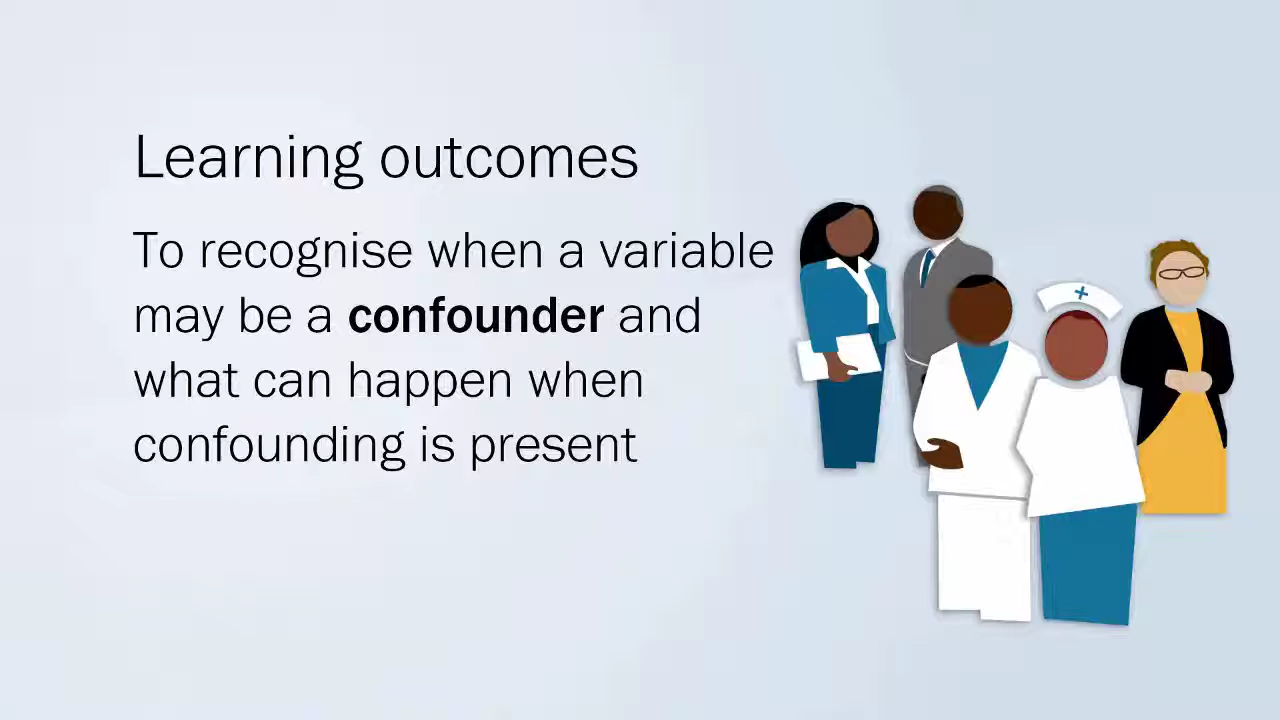 Learning outcomes
To recognise when a variable
may be a confounder and
what can happen when
confounding is present